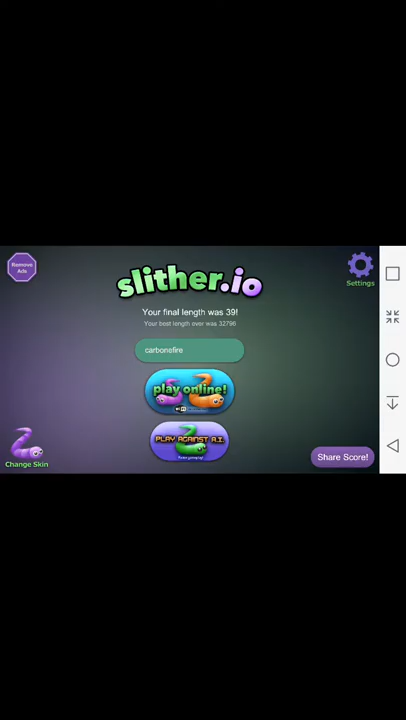 Remove
Ads
slither.io
Settings
Your final length was 39!
Your best length ever was 32798
carbonefire
play online!
PLAY AGAINST A.I.
Change Skin
Share Score!